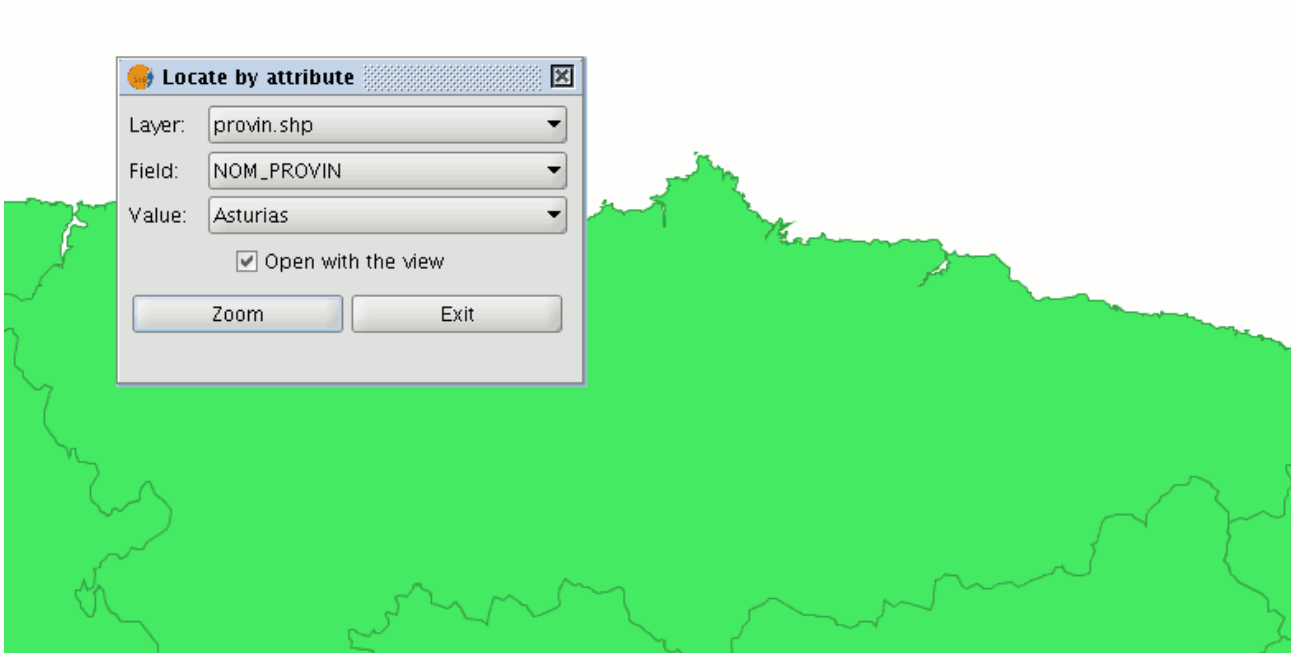 Locate by attribute
Layer: provin.shp
Field: NOM_PROVIN
Value: Asturias
Open with the view
Zoom Exit